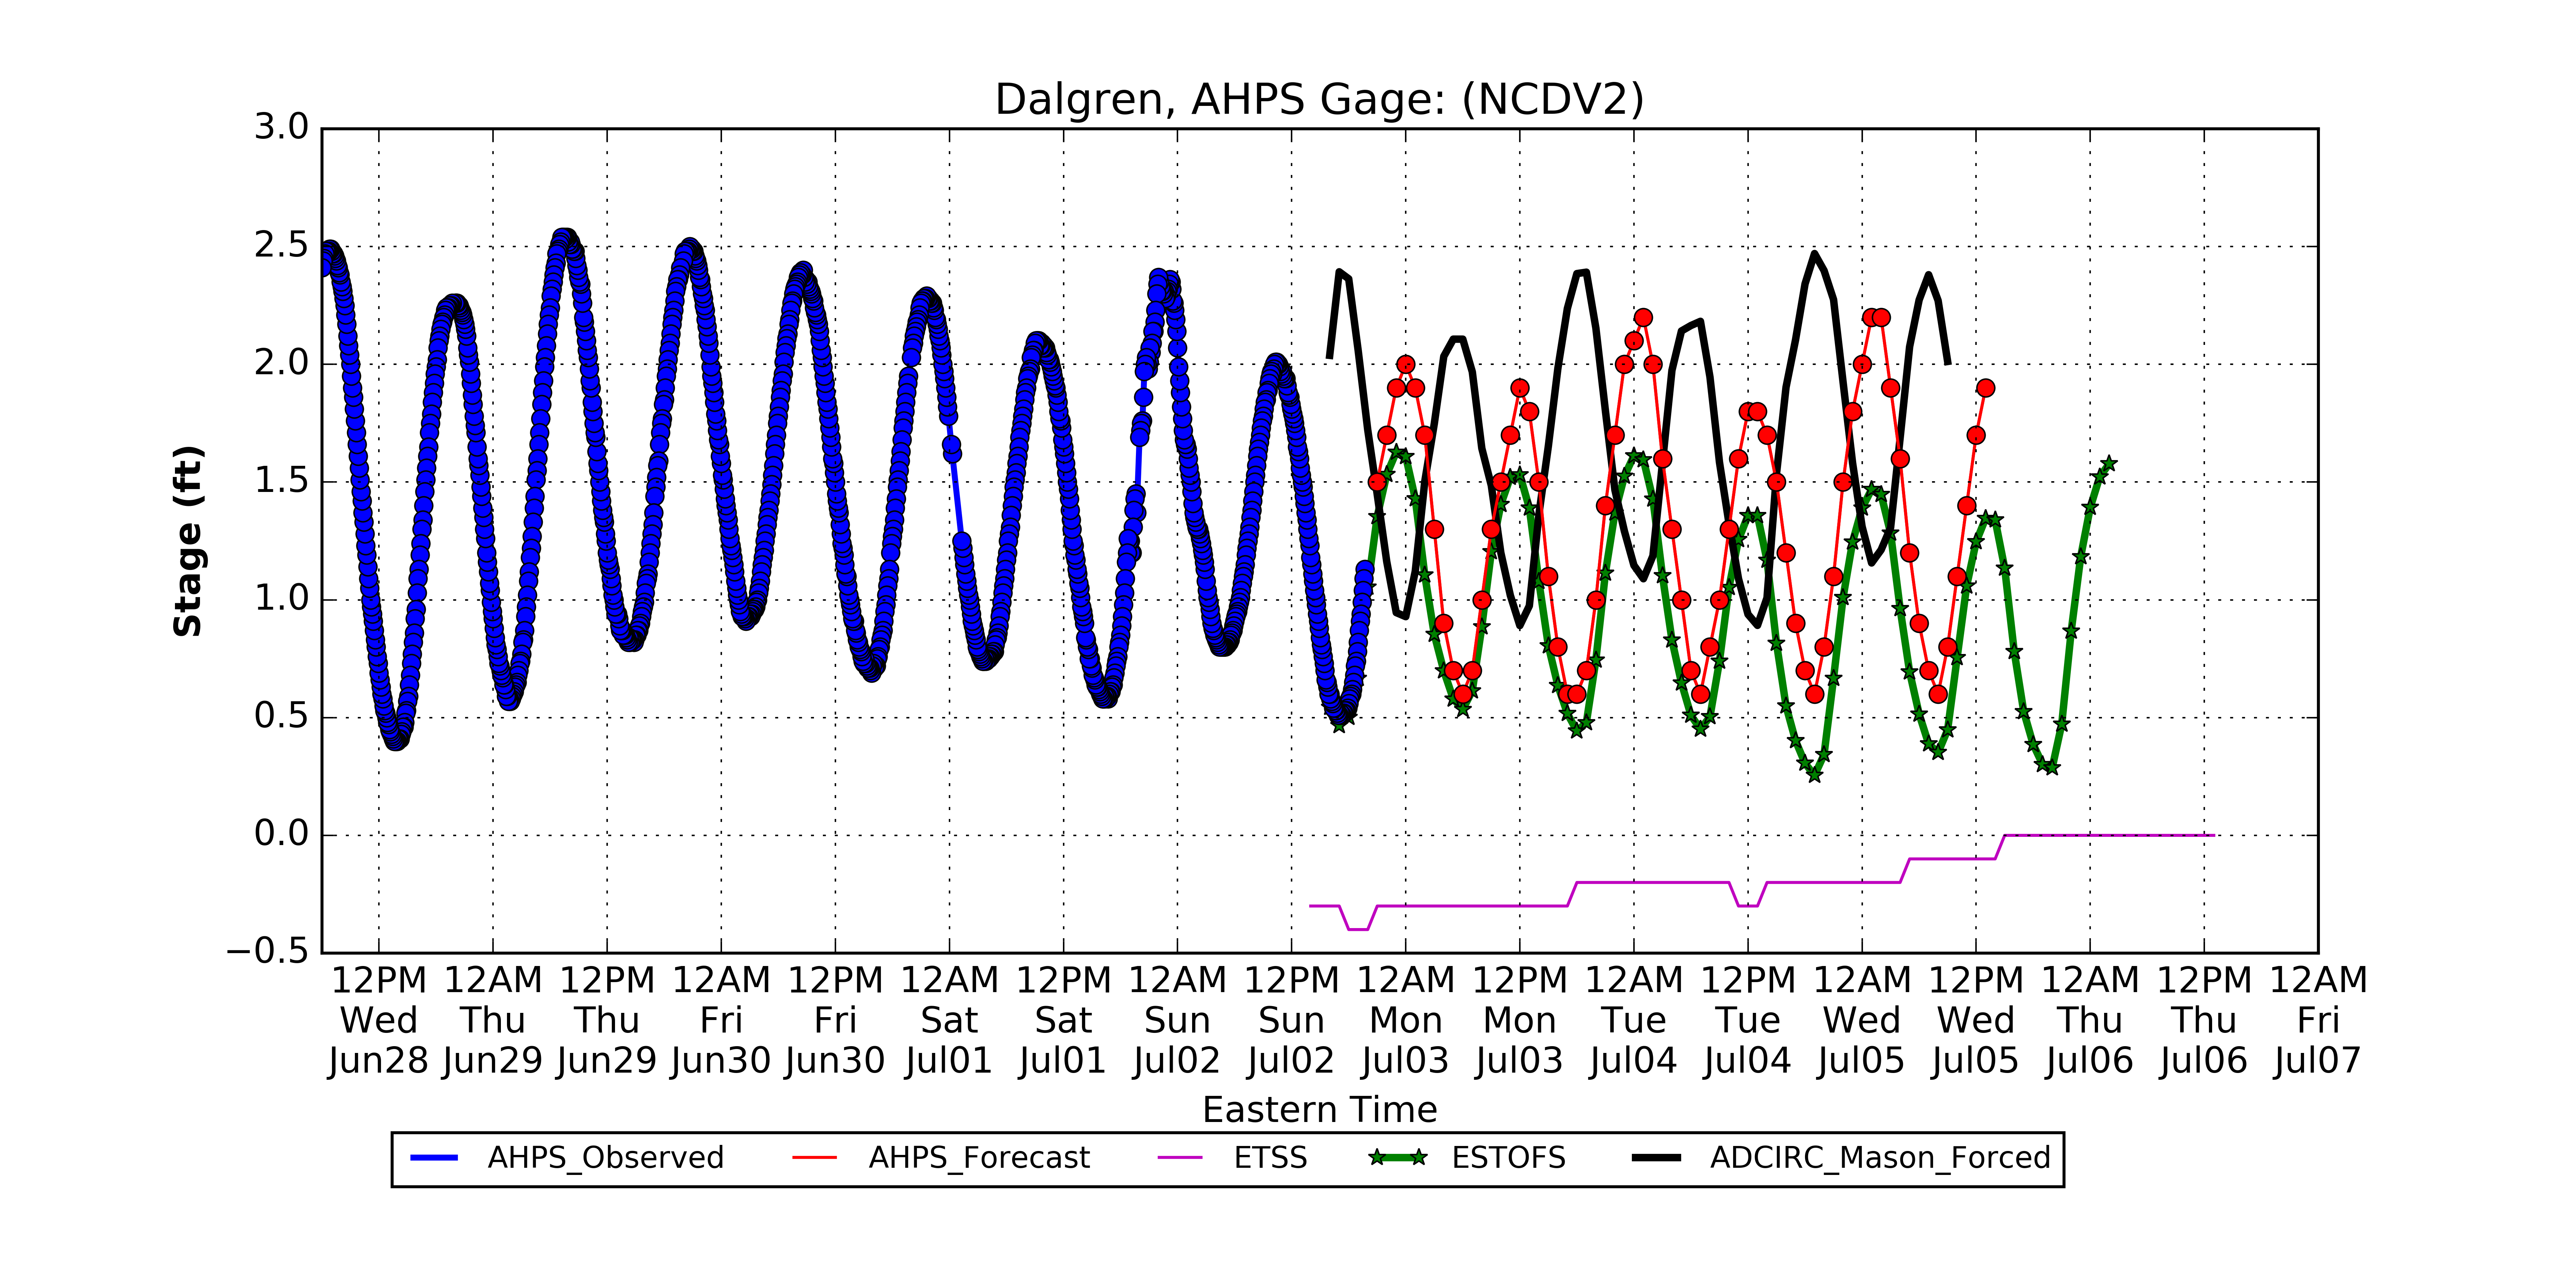 Dalgren, AHPS Gage: (NCDV2)
3.0
2.5
2.0
1.5
1.0
0.5
0.0
−0.5
Stage (ft)
12PM 12AM 12PM 12AM 12PM 12AM 12PM 12AM 12PM 12AM 12PM 12AM 12PM 12AM 12PM 12AM 12PM 12AM
Wed Thu Thu Fri Fri Sat Sat Sun Sun Mon Mon Tue Tue Wed Wed Thu Thu Fri
Jun28 Jun29 Jun29 Jun30 Jun30 Jul01 Jul01 Jul02 Jul02 Jul03 Jul03 Jul04 Jul04 Jul05 Jul05 Jul06 Jul06 Jul07
Eastern Time
AHPS_Observed AHPS_Forecast ETSS ESTOFS ADCIRC_Mason_Forced